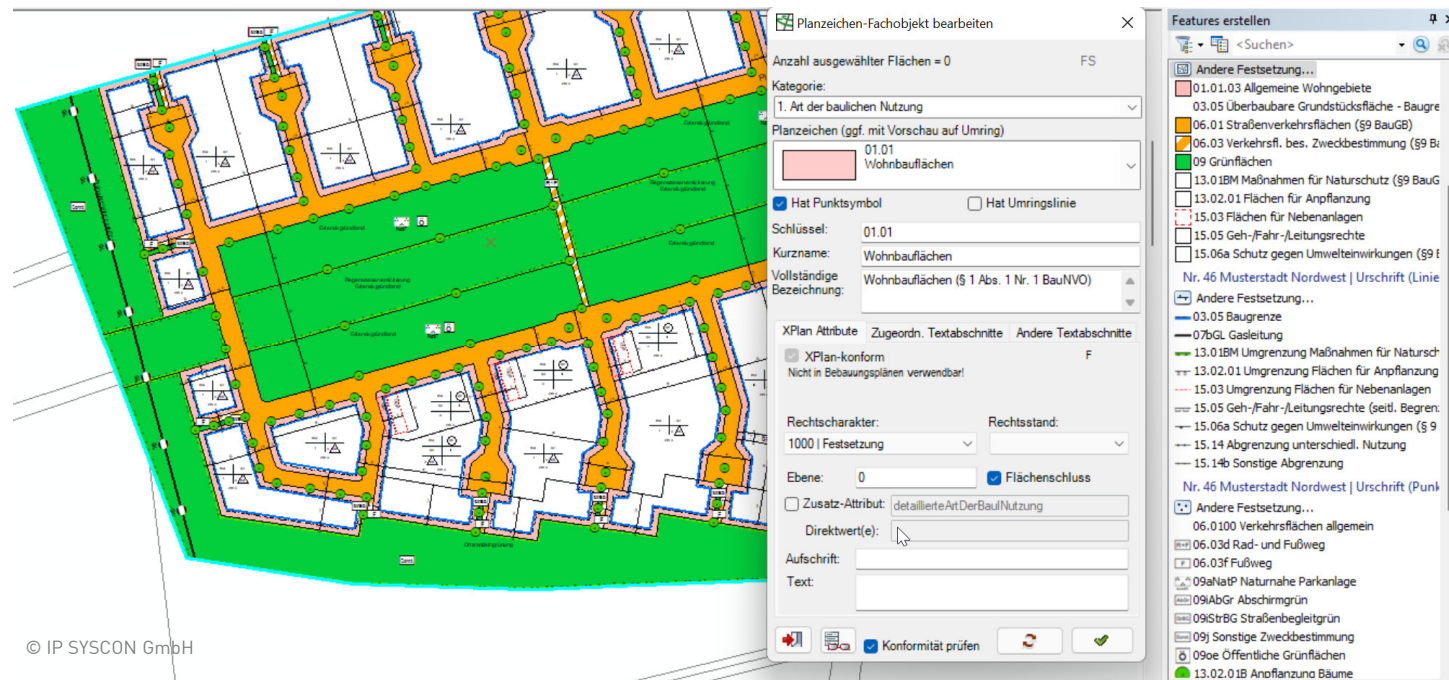 Planzeichen-Fachobjekt bearbeiten
Anzahl ausgewählter Flächen = 0
FS
Kategorie:
1. Art der baulichen Nutzung
Planzeichen (ggf. mit Vorschau auf Umring)
01.01
Wohnbauflächen
Hat Punktsymbol
Hat Umringslinie
Schlüssel:
01.01
Kurzname:
Wohnbauflächen
Vollständige
Bezeichnung:
Wohnbauflächen (§ 1 Abs. 1 Nr. 1 BauNVO)
XPlan Attribute
Zugeordn. Textabschnitte
Andere Textabschnitte
XPlan-konform
F
Nicht in Bebauungsplänen verwendbar!
Rechtscharakter:
Rechtsstand:
1000 | Festsetzung
Ebene:
0
Flächenschluss
Zusatz-Attribut:
detaillierteArtDerBaulNutzung
Direktwert(e):
Aufschrift:
Text:
Konformität prüfen
Features erstellen
<Suchen>
Andere Festsetzung...
01.01.03 Allgemeine Wohngebiete
03.05 Überbaubare Grundstücksfläche - Baugre
06.01 Straßenverkehrsflächen (§9 BauGB)
06.03 Verkehrsfl. bes. Zweckbestimmung (§9 Ba
09 Grünflächen
13.01BM Maßnahmen für Naturschutz (§9 BauG
13.02.01 Flächen für Anpflanzung
15.03 Flächen für Nebenanlagen
15.05 Geh-/Fahr-/Leitungsrechte
15.06a Schutz gegen Umwelteinwirkungen (§9 B
Nr. 46 Musterstadt Nordwest | Urschrift (Linie
Andere Festsetzung...
03.05 Baugrenze
07bGL Gasleitung
13.01BM Umgrenzung Maßnahmen für Natursch
13.02.01 Umgrenzung Flächen für Anpflanzung
15.03 Umgrenzung Flächen für Nebenanlagen
15.05 Geh-/Fahr-/Leitungsrechte (seitl. Begren:
15.06a Schutz gegen Umwelteinwirkungen (§ 9
15.14 Abgrenzung unterschiedl. Nutzung
15.14b Sonstige Abgrenzung
Nr. 46 Musterstadt Nordwest | Urschrift (Punk
Andere Festsetzung...
06.0100 Verkehrsflächen allgemein
06.03d Rad- und Fußweg
06.03f Fußweg
09aNatP Naturnahe Parkanlage
09iAbGr Abschirmgrün
09iStrBG Straßenbegleitgrün
09j Sonstige Zweckbestimmung
09oe Öffentliche Grünflächen
13.02.01B Anpflanzung Bäume
© IP SYSCON GmbH